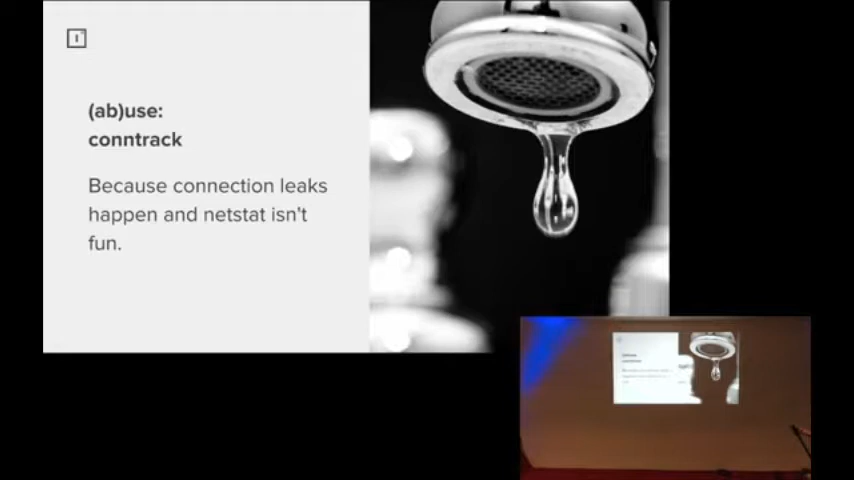 (ab)use:
conntrack
Because connection leaks
happen and netstat isn't
fun.